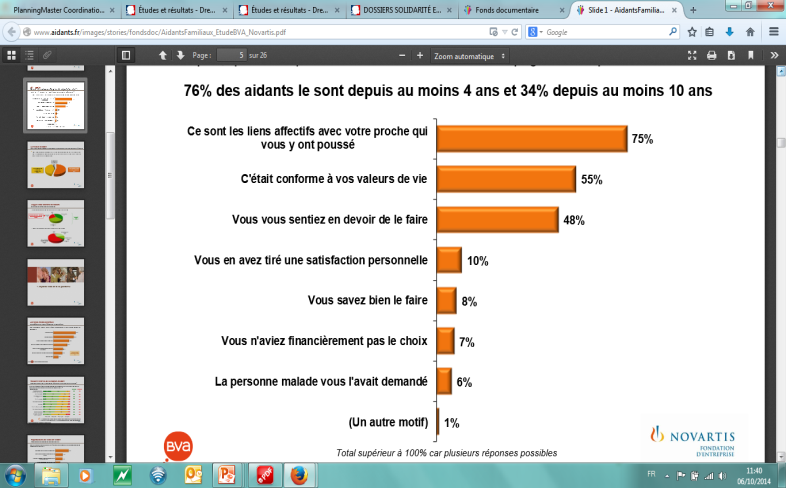 PlanningMaster Coordinatio...
Études et résultats - Dre...
Études et résultats - Dre...
DOSSIERS SOLIDARITÉ E...
Fonds documentaire
Slide 1 - AidantsFamilia...
www.aidants.fr/images/stories/fondsdoc/AidantsFamiliaux_EtudeBVA_Novartis.pdf
Google
Page : 5 sur 26
Zoom automatique
76% des aidants le sont depuis au moins 4 ans et 34% depuis au moins 10 ans
Ce sont les liens affectifs avec votre proche qui
vous y ont poussé
75%
C'était conforme à vos valeurs de vie
55%
Vous vous sentiez en devoir de le faire
48%
Vous en avez tiré une satisfaction personnelle
10%
Vous savez bien le faire
8%
Vous n'aviez financièrement pas le choix
7%
La personne malade vous l'avait demandé
6%
(Un autre motif)
1%
BVA
Total supérieur à 100% car plusieurs réponses possibles
NOVARTIS
FONDATION
D'ENTREPRISE
FR
11:40
06/10/2014